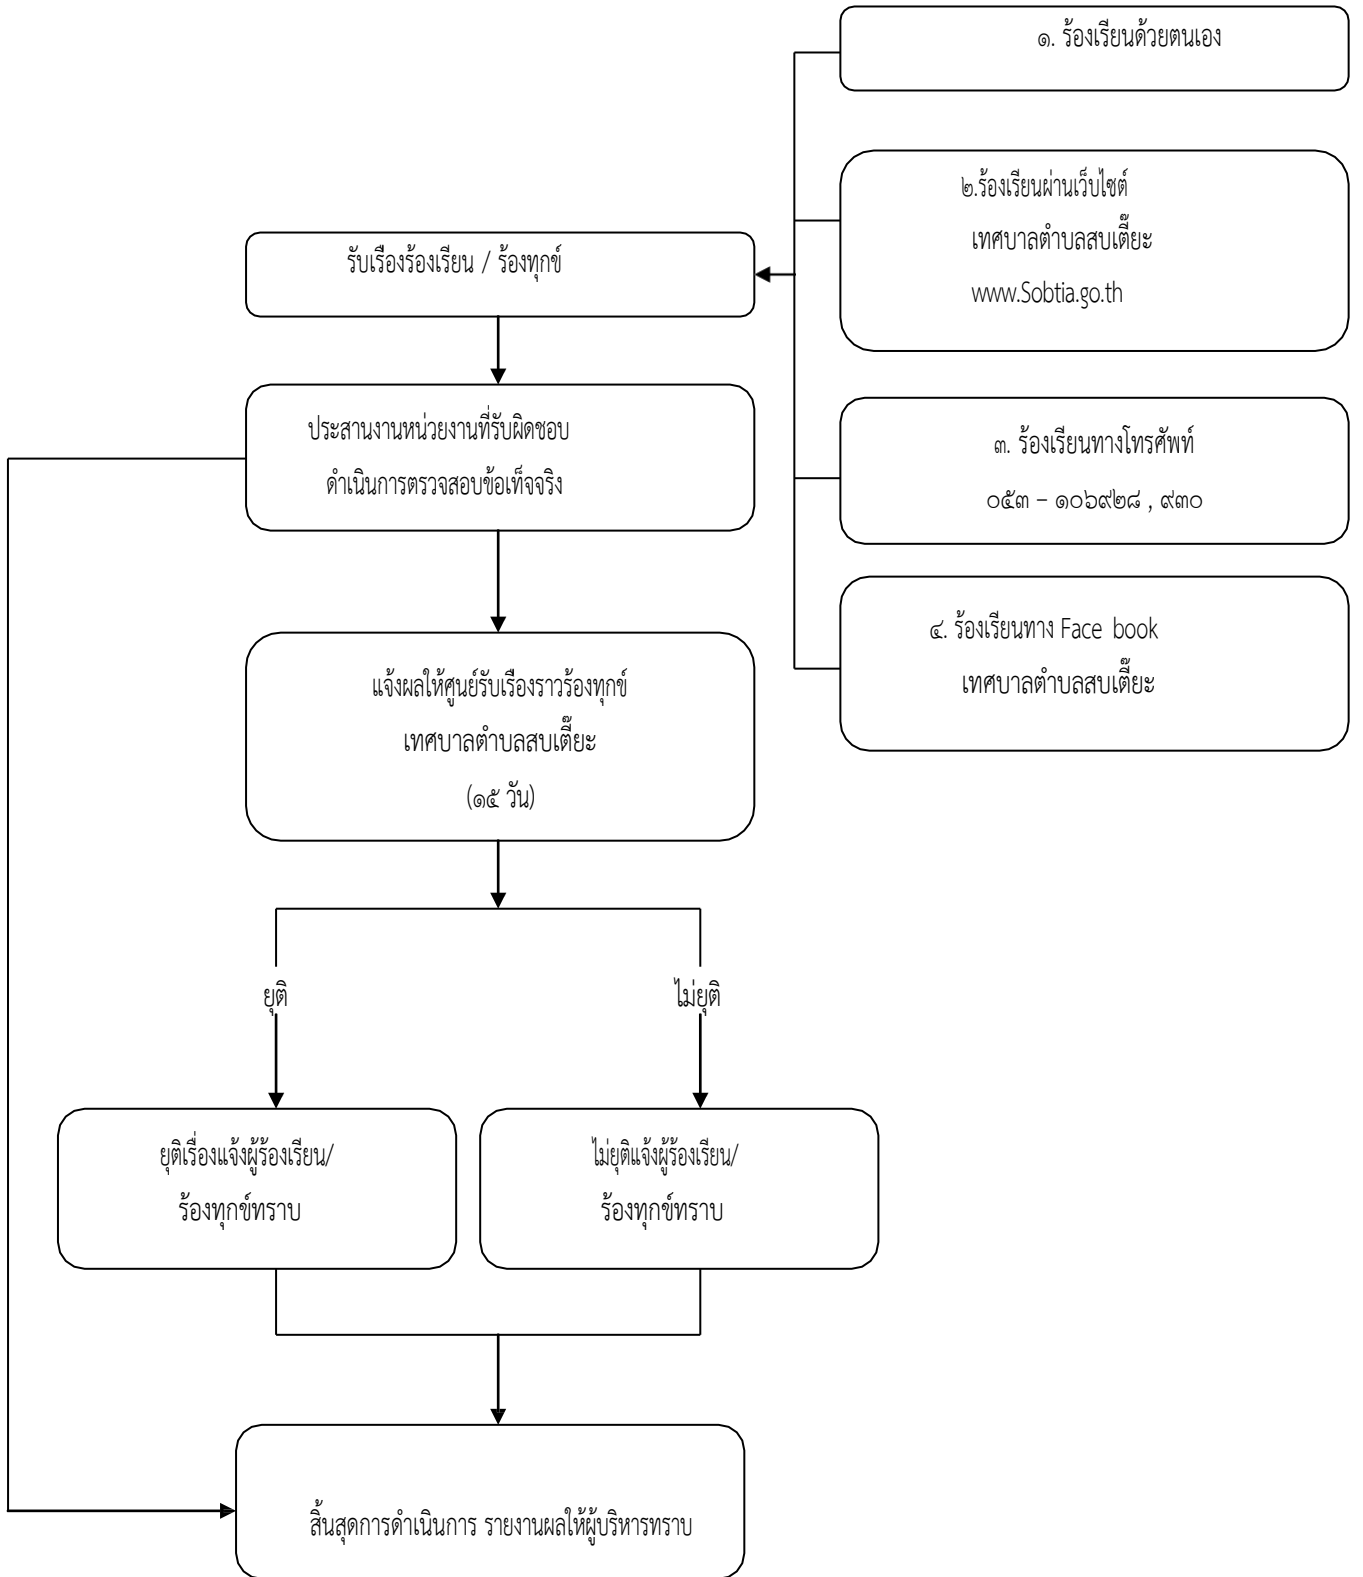 ๑. ร้องเรียนด้วยตนเอง
๒.ร้องเรียนผ่านเว็บไซต์
เทศบาลตำบลสบเตี๊ยะ
www.Sobtia.go.th
รับเรื่องร้องเรียน / ร้องทุกข์
๓. ร้องเรียนทางโทรศัพท์
๐๕๓ – ๑๐๖๙๒๘ , ๙๓๐
ประสานงานหน่วยงานที่รับผิดชอบ
ดำเนินการตรวจสอบข้อเท็จจริง
๔. ร้องเรียนทาง Face book
เทศบาลตำบลสบเตี๊ยะ
แจ้งผลให้ศูนย์รับเรื่องราวร้องทุกข์
เทศบาลตำบลสบเตี๊ยะ
(๑๕ วัน)
ยุติ
ไม่ยุติ
ยุติเรื่องแจ้งผู้ร้องเรียน/
ร้องทุกข์ทราบ
ไม่ยุติแจ้งผู้ร้องเรียน/
ร้องทุกข์ทราบ
สิ้นสุดการดำเนินการ รายงานผลให้ผู้บริหารทราบ